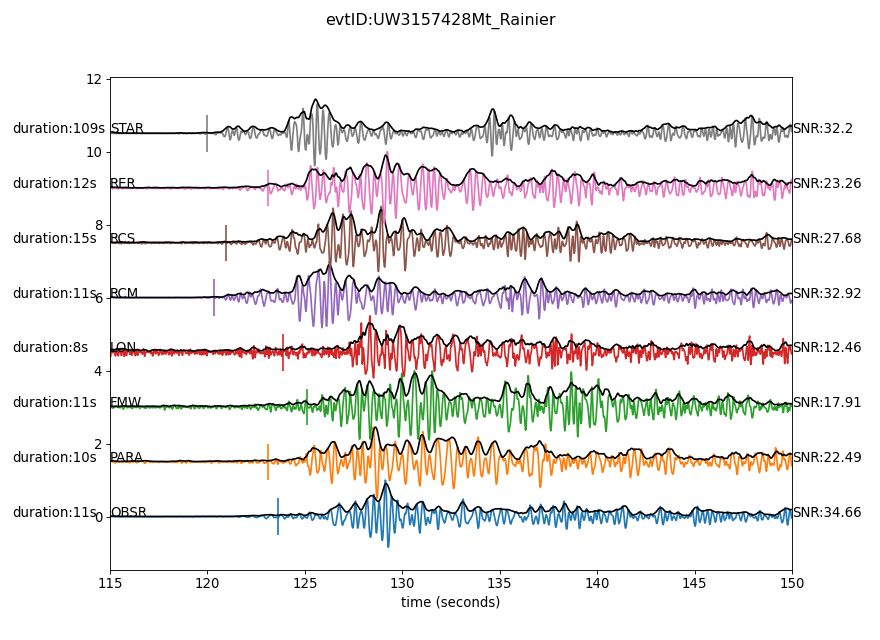 evtID:UW3157428Mt_Rainier
12
duration:109s STAR SNR:32.2
10
duration:12s RER SNR:23.26
8
duration:15s RCS SNR:27.68
duration:11s RCM SNR:32.92
6
duration:8s LON SNR:12.46
4
duration:11s FMW SNR:17.91
2
duration:10s PARA SNR:22.49
duration:11s OBSR SNR:34.66
0
115 120 125 130 135 140 145 150
time (seconds)